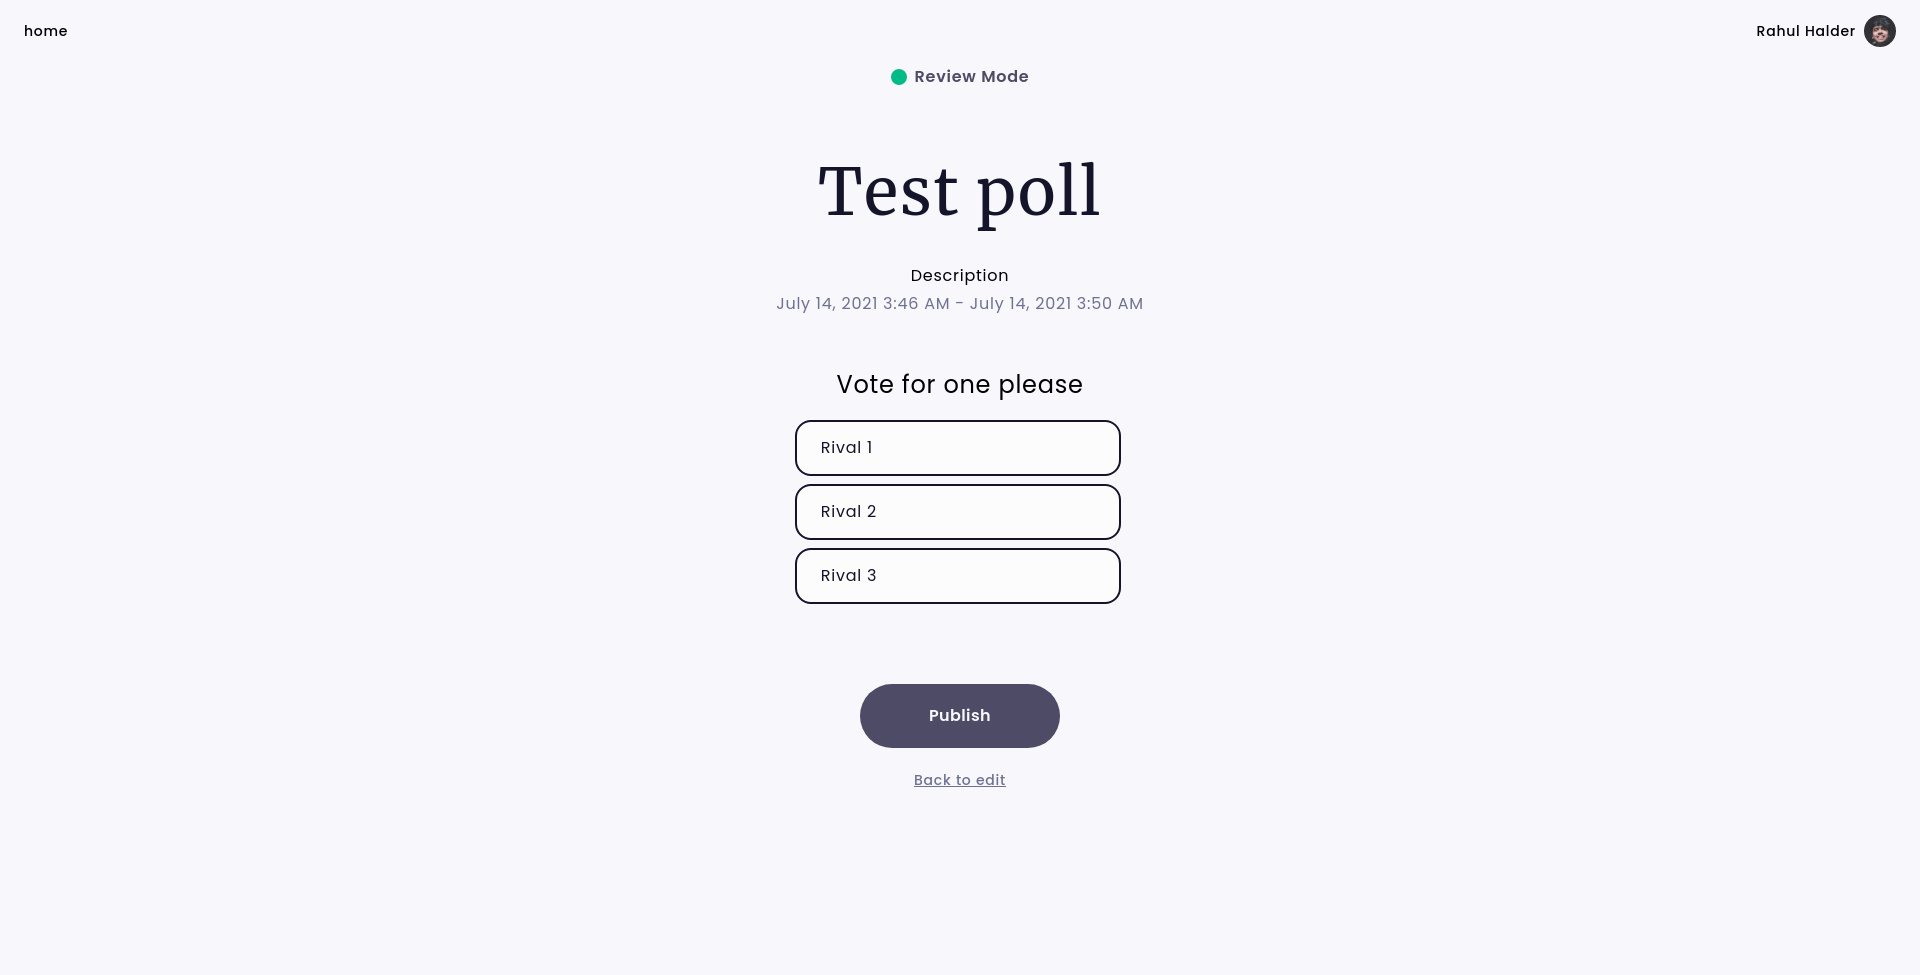 home
Rahul Halder
Review Mode
Test poll
Description
July 14, 2021 3:46 AM - July 14, 2021 3:50 AM
Vote for one please
Rival 1
Rival 2
Rival 3
Publish
Back to edit